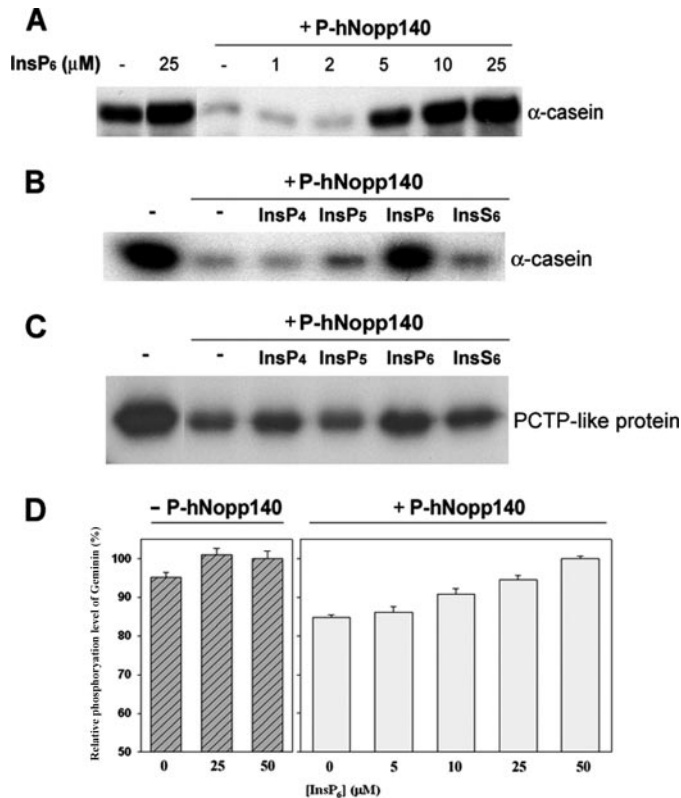 A
+ P-hNopp140
InsP6 (μM) - 25 - 1 2 5 10 25
α-casein
B
+ P-hNopp140
- - InsP4 InsP5 InsP6 InsS6
α-casein
C
+ P-hNopp140
- - InsP4 InsP5 InsP6 InsS6
PCTP-like protein
D
– P-hNopp140 + P-hNopp140
Relative phosphoryation level of Geminin (%)
100
90
80
70
60
50
0 25 50 0 5 10 25 50
[InsP6] (μM)